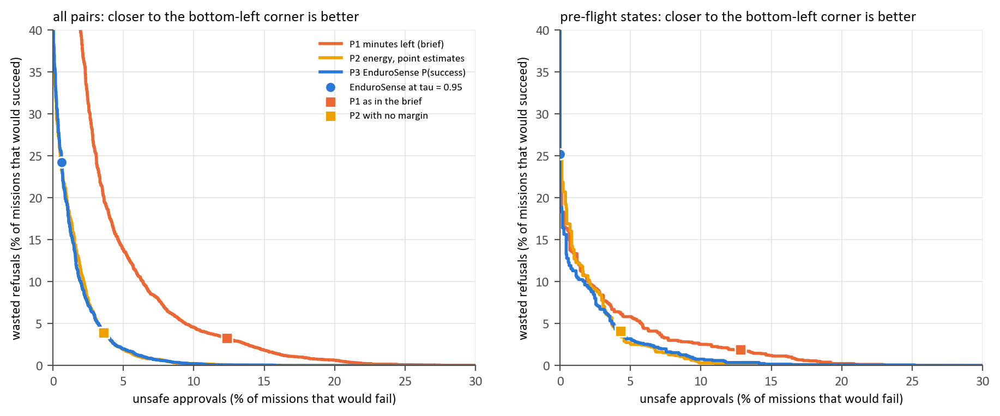 all pairs: closer to the bottom-left corner is better
wasted refusals (% of missions that would succeed)
40
35
30
25
20
15
10
5
0
P1 minutes left (brief)
P2 energy, point estimates
P3 EnduroSense P(success)
EnduroSense at tau = 0.95
P1 as in the brief
P2 with no margin
0 5 10 15 20 25 30
unsafe approvals (% of missions that would fail)
pre-flight states: closer to the bottom-left corner is better
wasted refusals (% of missions that would succeed)
40
35
30
25
20
15
10
5
0
0 5 10 15 20 25 30
unsafe approvals (% of missions that would fail)